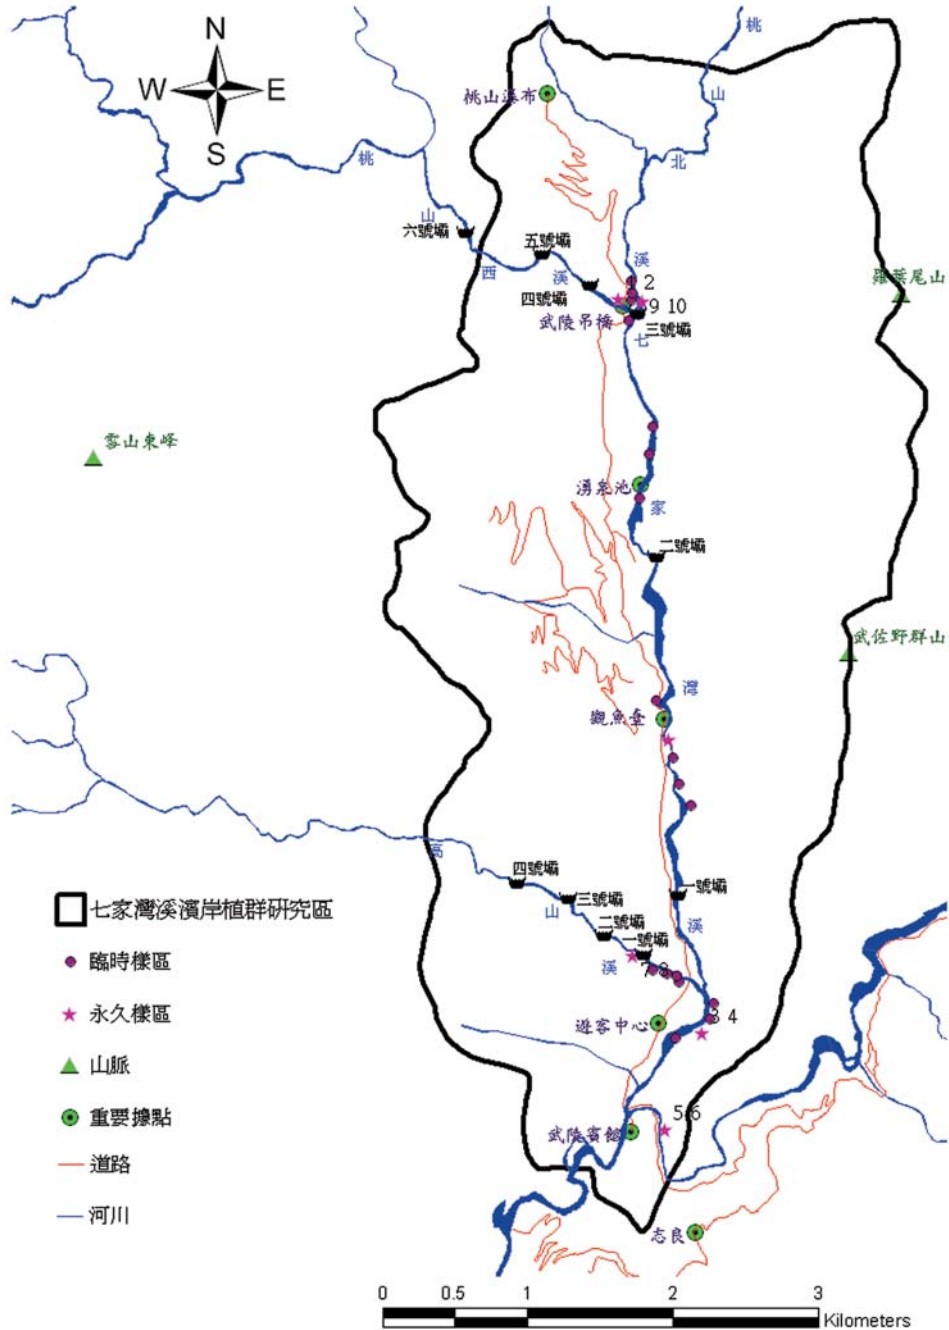 N
W E
S
桃
山
北
溪
桃山瀑布
桃
山
西
溪
六號壩
五號壩
四號壩
1 2
9 10
武陵吊橋
三號壩
羅葉尾山
雪山東峰
七
湧泉池
家
二號壩
武佐野群山
灣
觀魚臺
高
四號壩
三號壩
山
二號壩
一號壩
溪
一號壩
溪
7 8
3 4
遊客中心
5 6
武陵賓館
志良
七家灣溪濱岸植群研究區
臨時樣區
永久樣區
山脈
重要據點
道路
河川
0 0.5 1 2 3
Kilometers